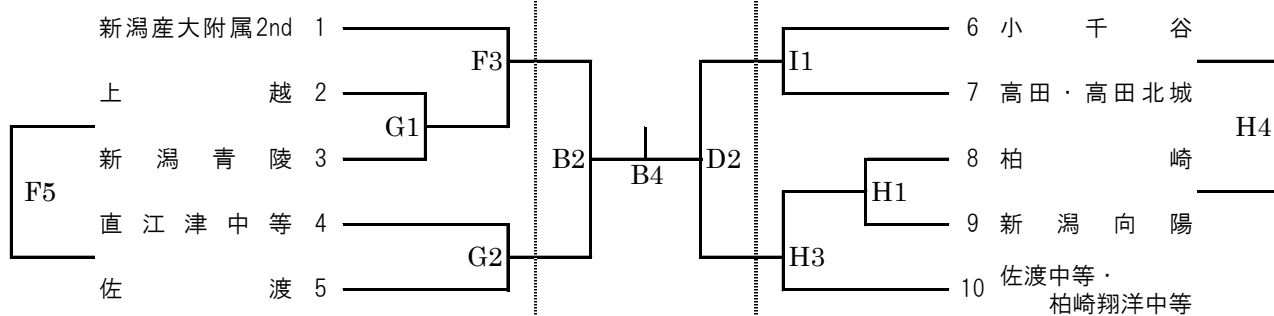 新潟産大附属2nd 1
F3
上越 2
G1
新潟青陵 3
F5
B2
直江津中等 4
G2
佐渡 5
B4
6 小千谷
I1
7 高田・高田北城
H4
D2
8 柏崎
H1
9 新潟向陽
H3
10 佐渡中等・
柏崎翔洋中等